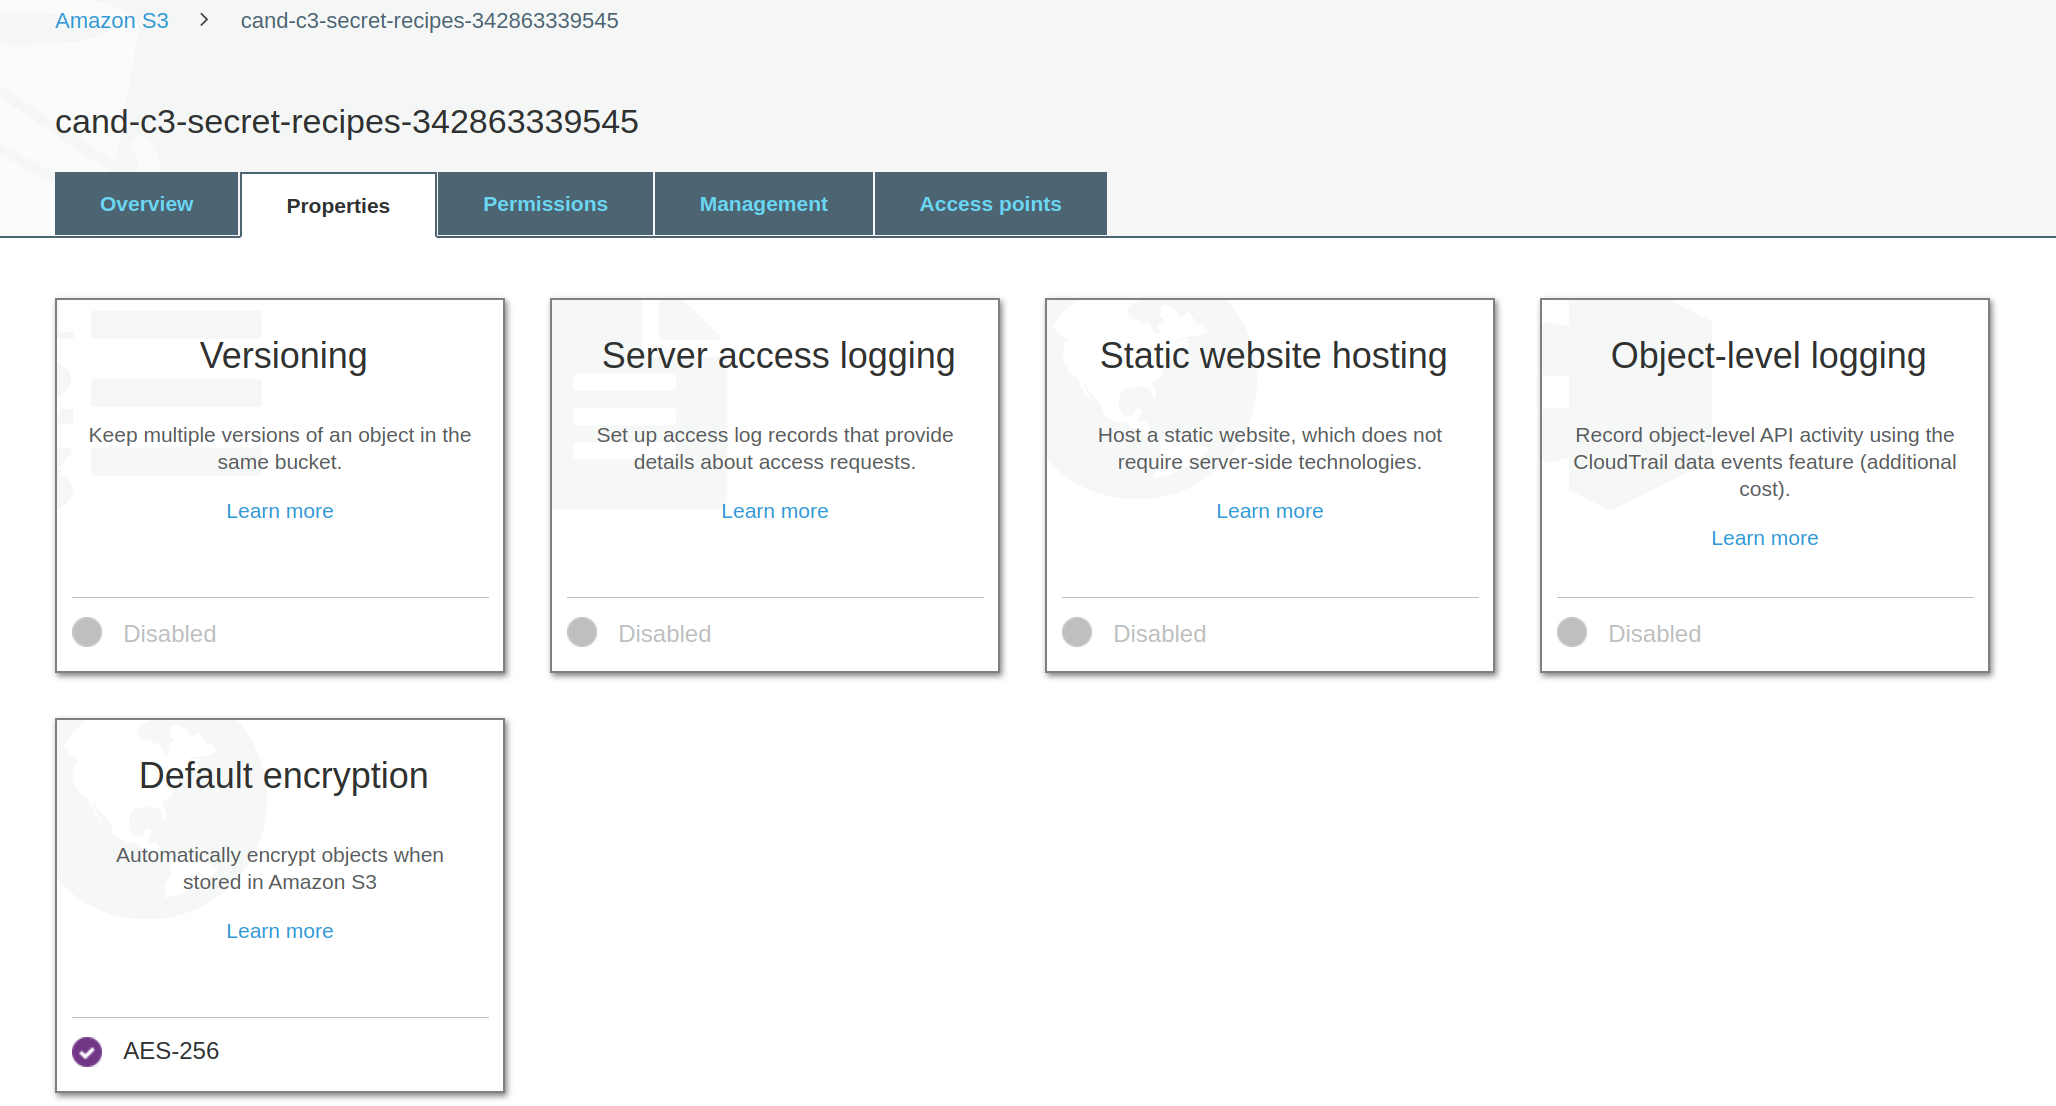 Amazon S3 > cand-c3-secret-recipes-342863339545
cand-c3-secret-recipes-342863339545
Overview Properties Permissions Management Access points
Versioning
Keep multiple versions of an object in the
same bucket.
Learn more
Disabled
Server access logging
Set up access log records that provide
details about access requests.
Learn more
Disabled
Static website hosting
Host a static website, which does not
require server-side technologies.
Learn more
Disabled
Object-level logging
Record object-level API activity using the
CloudTrail data events feature (additional
cost).
Learn more
Disabled
Default encryption
Automatically encrypt objects when
stored in Amazon S3
Learn more
AES-256